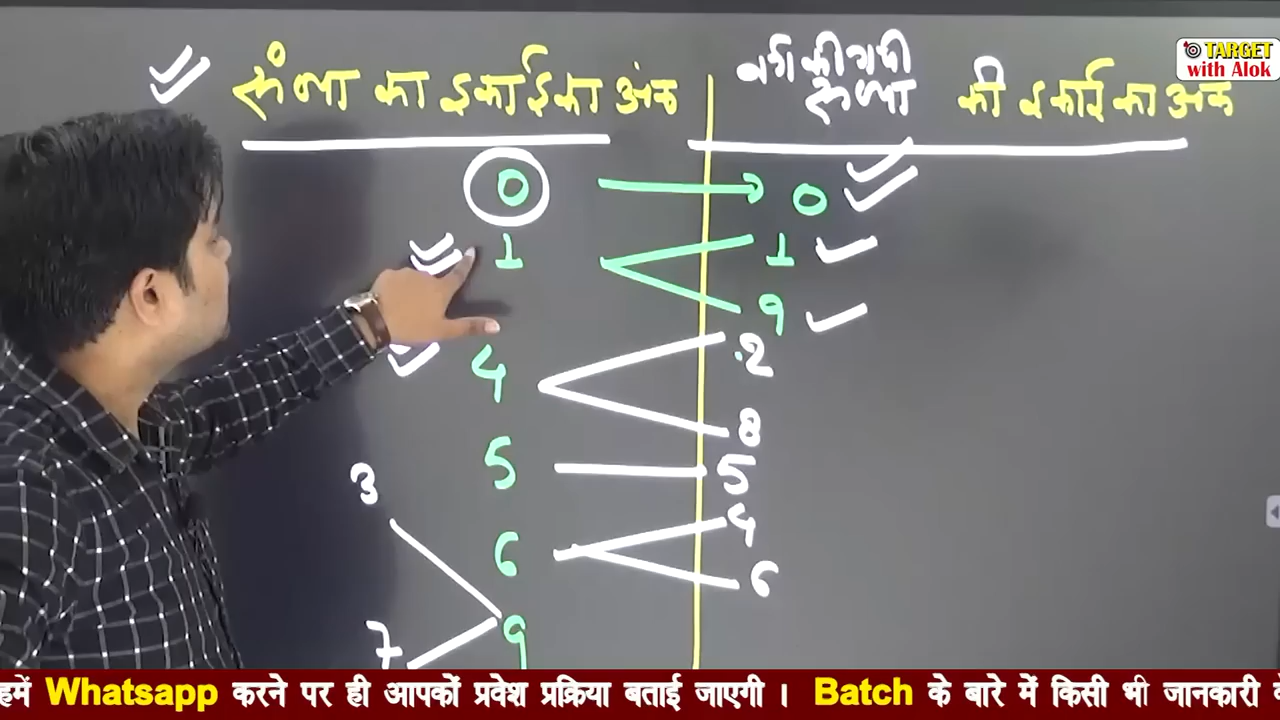 TARGET
with Alok
वर्ग की गयी
संख्या का इकाई का अंक संख्या की इकाई का अंक
0 0
1 1
9
4 2
8
5 5
3
6 4
6
7 9
हमें Whatsapp करने पर ही आपकों प्रवेश प्रक्रिया बताई जाएगी । Batch के बारे में किसी भी जानकारी के